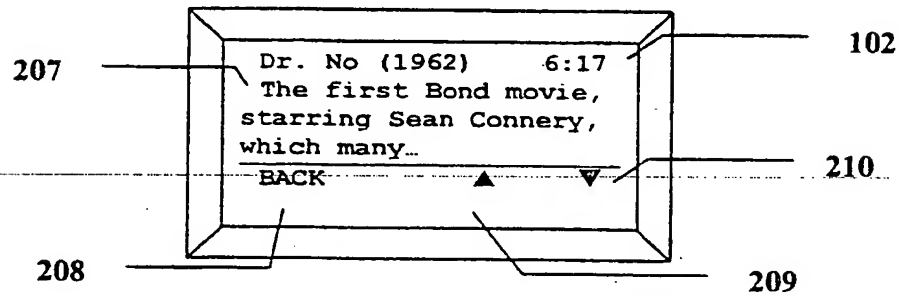 102
Dr. No (1962) 6:17
207
The first Bond movie,
starring Sean Connery,
which many…
210
BACK ▲ ▼
208
209